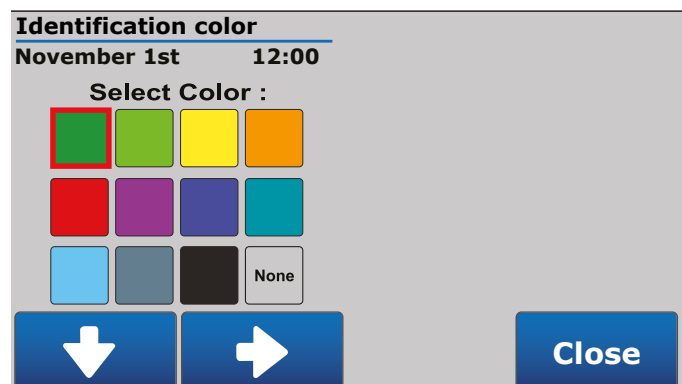 Identification color
November 1st 12:00
Select Color :
None
Close